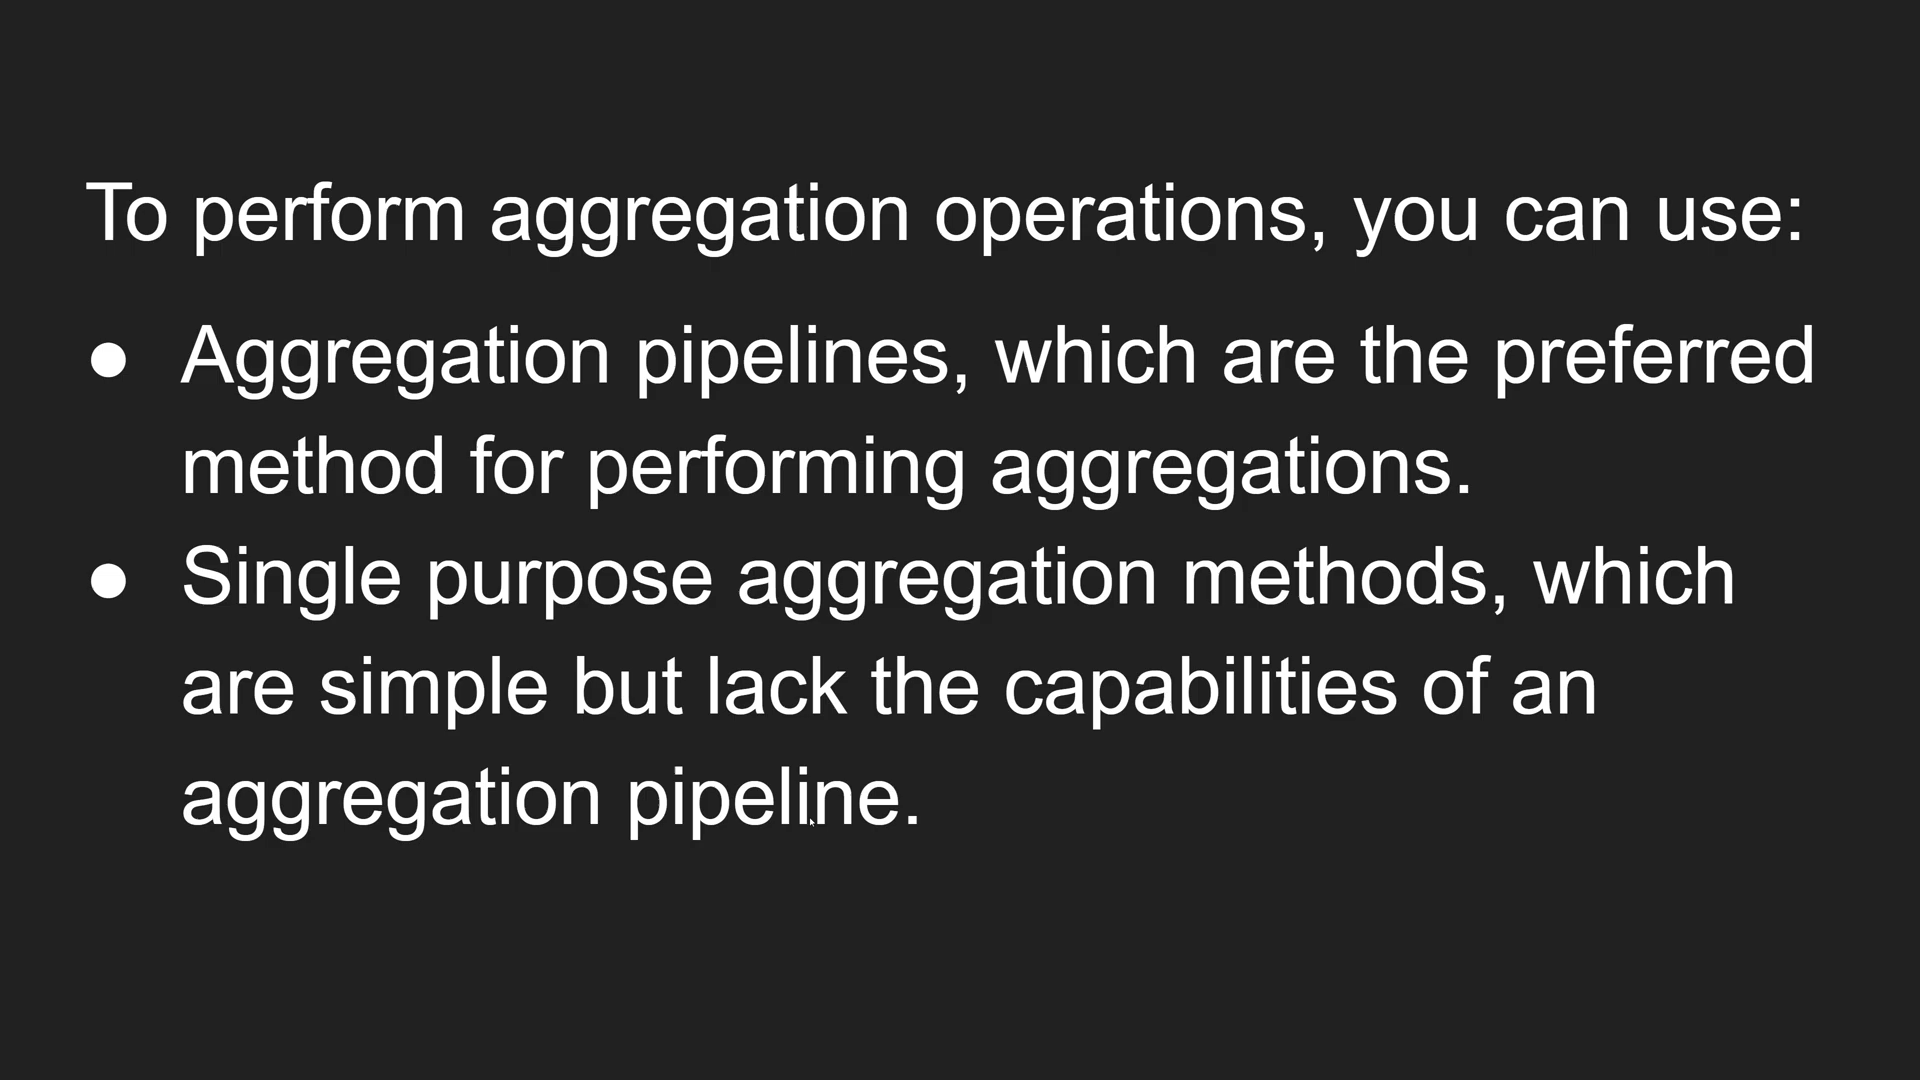 To perform aggregation operations, you can use:
● Aggregation pipelines, which are the preferred
method for performing aggregations.
● Single purpose aggregation methods, which
are simple but lack the capabilities of an
aggregation pipeline.